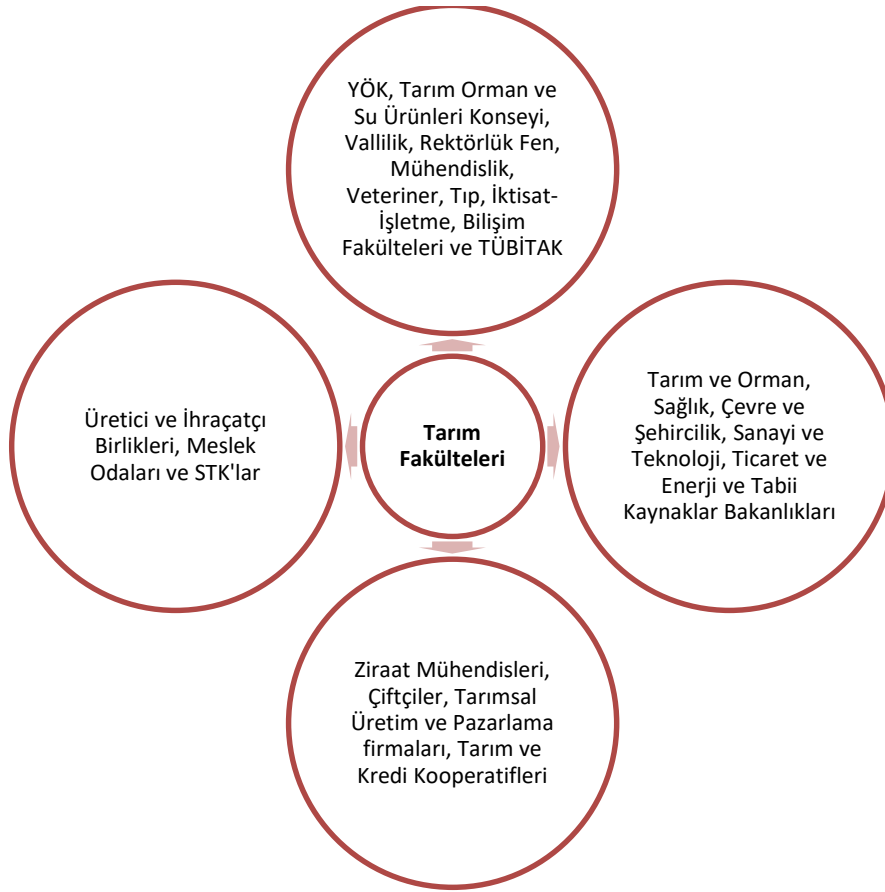 YÖK, Tarım Orman ve
Su Ürünleri Konseyi,
Vallilik, Rektörlük Fen,
Mühendislik,
Veteriner, Tıp, İktisat-
İşletme, Bilişim
Fakülteleri ve TÜBİTAK
Üretici ve İhraçatçı
Birlikleri, Meslek
Odaları ve STK'lar
Tarım
Fakülteleri
Tarım ve Orman,
Sağlık, Çevre ve
Şehircilik, Sanayi ve
Teknoloji, Ticaret ve
Enerji ve Tabii
Kaynaklar Bakanlıkları
Ziraat Mühendisleri,
Çiftçiler, Tarımsal
Üretim ve Pazarlama
firmaları, Tarım ve
Kredi Kooperatifleri